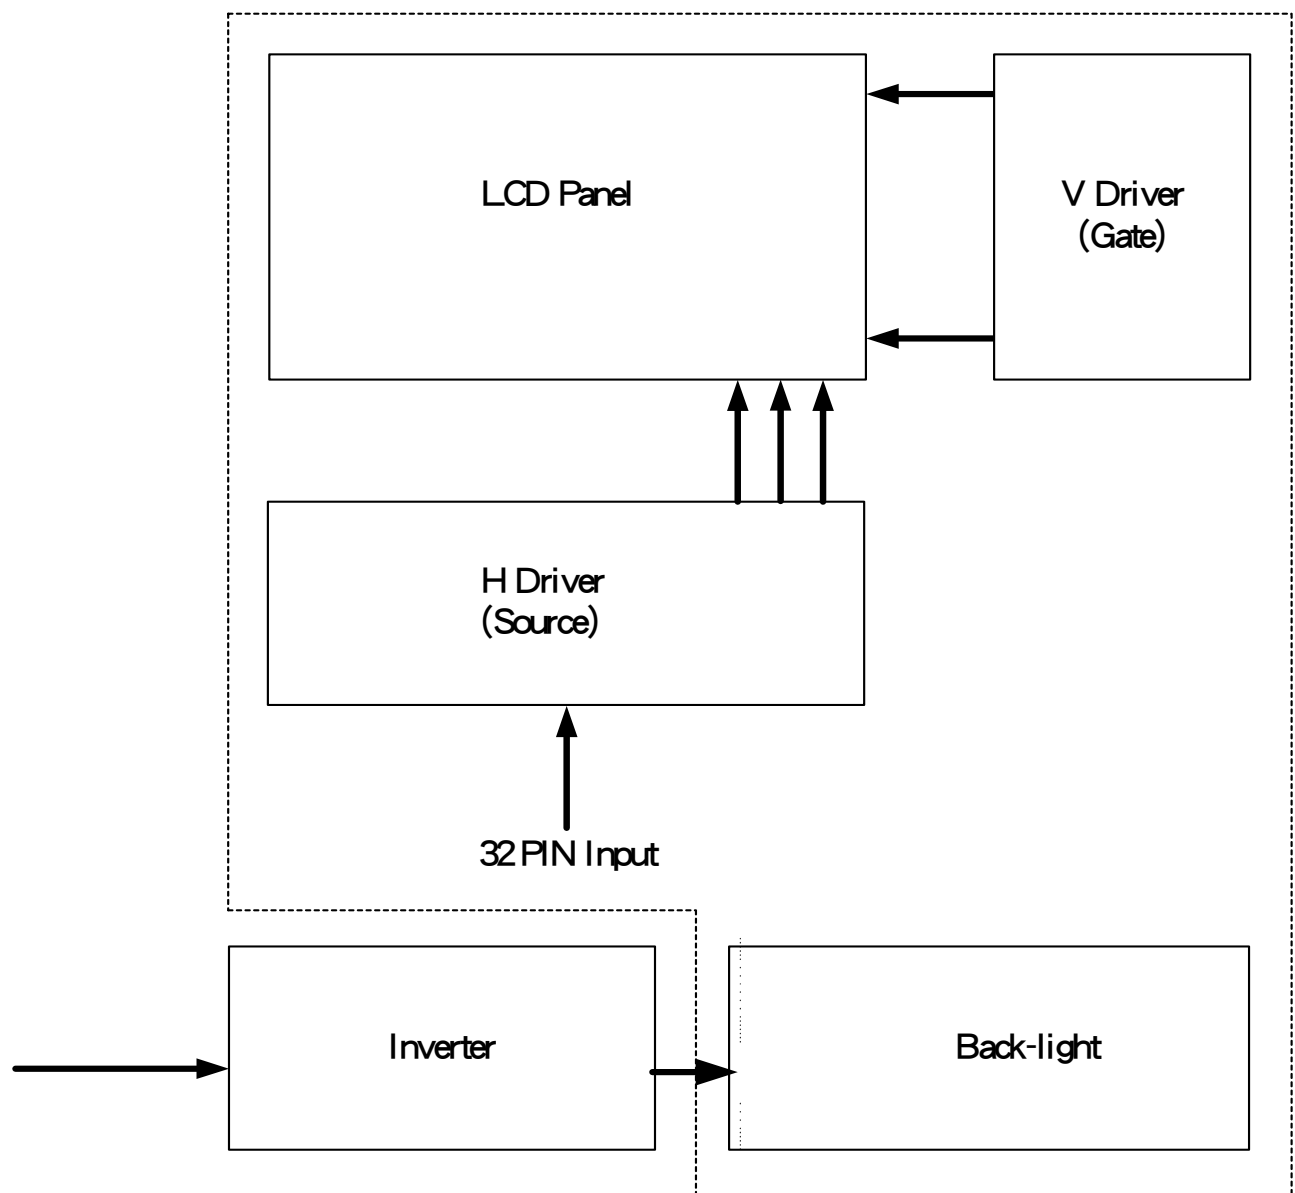 LCD Panel
V Driver
(Gate)
H Driver
(Source)
32 PIN Input
Inverter
Back-light